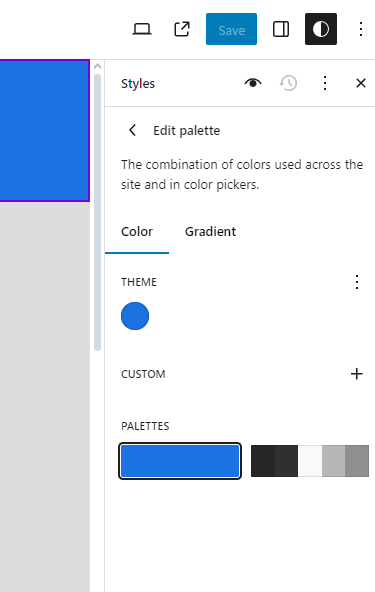 Save
Styles
Edit palette
The combination of colors used across the
site and in color pickers.
Color Gradient
THEME
CUSTOM
PALETTES